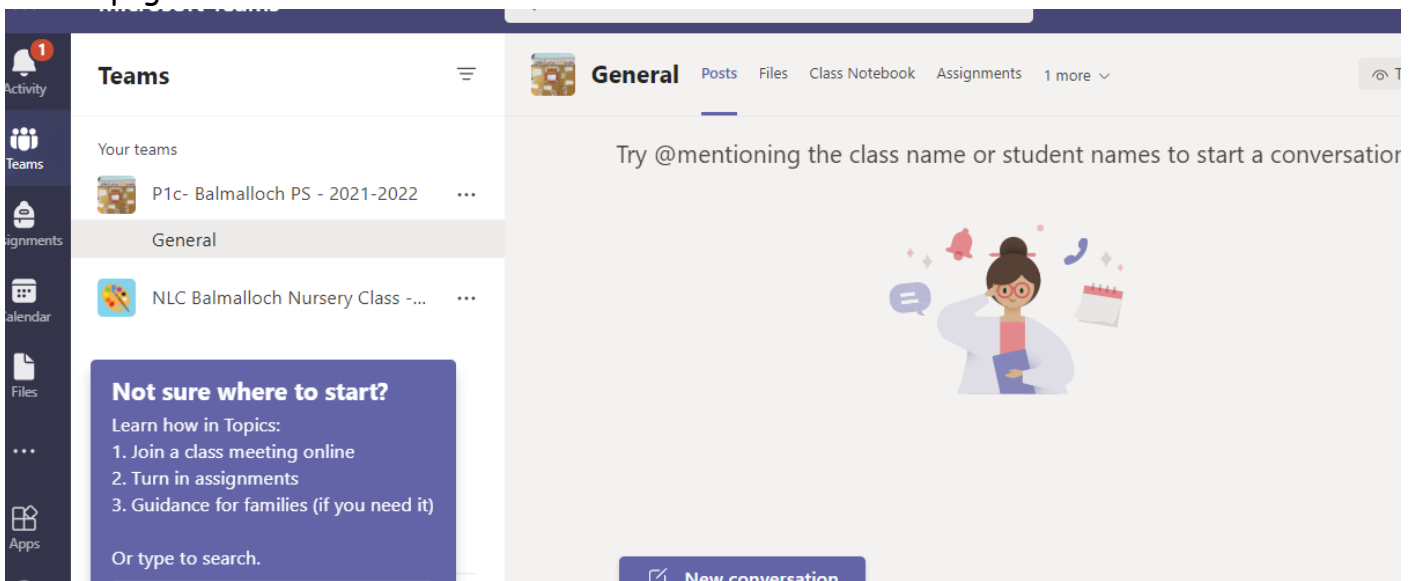 1
Activity
Teams
Calendar
Files
Apps
Teams
Your teams
P1c- Balmalloch PS - 2021-2022
General
NLC Balmalloch Nursery Class -...
Not sure where to start?
Learn how in Topics:
1. Join a class meeting online
2. Turn in assignments
3. Guidance for families (if you need it)
Or type to search.
General Posts Files Class Notebook Assignments 1 more
Try @mentioning the class name or student names to start a conversation
New conversation